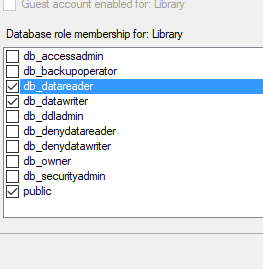 Guest account enabled for: Library
Database role membership for: Library
db_accessadmin
db_backupoperator
db_datareader
db_datawriter
db_ddladmin
db_denydatareader
db_denydatawriter
db_owner
db_securityadmin
public